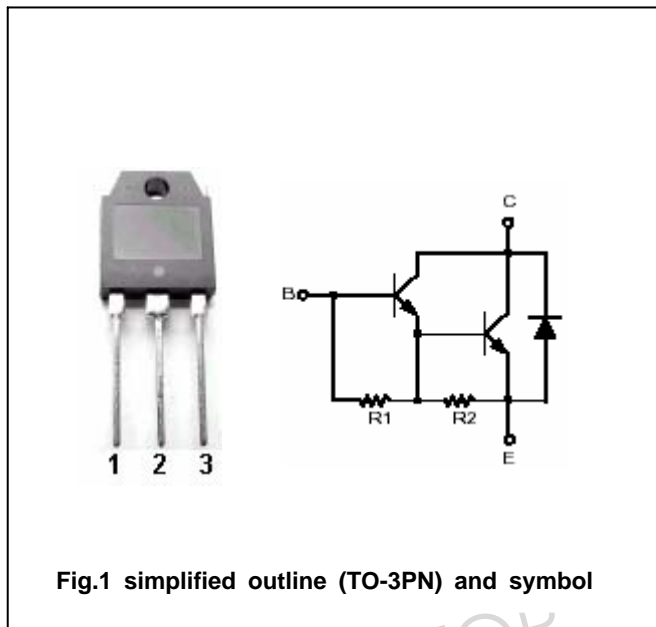 C
B
R1 R2
E
1 2 3
Fig.1 simplified outline (TO-3PN) and symbol